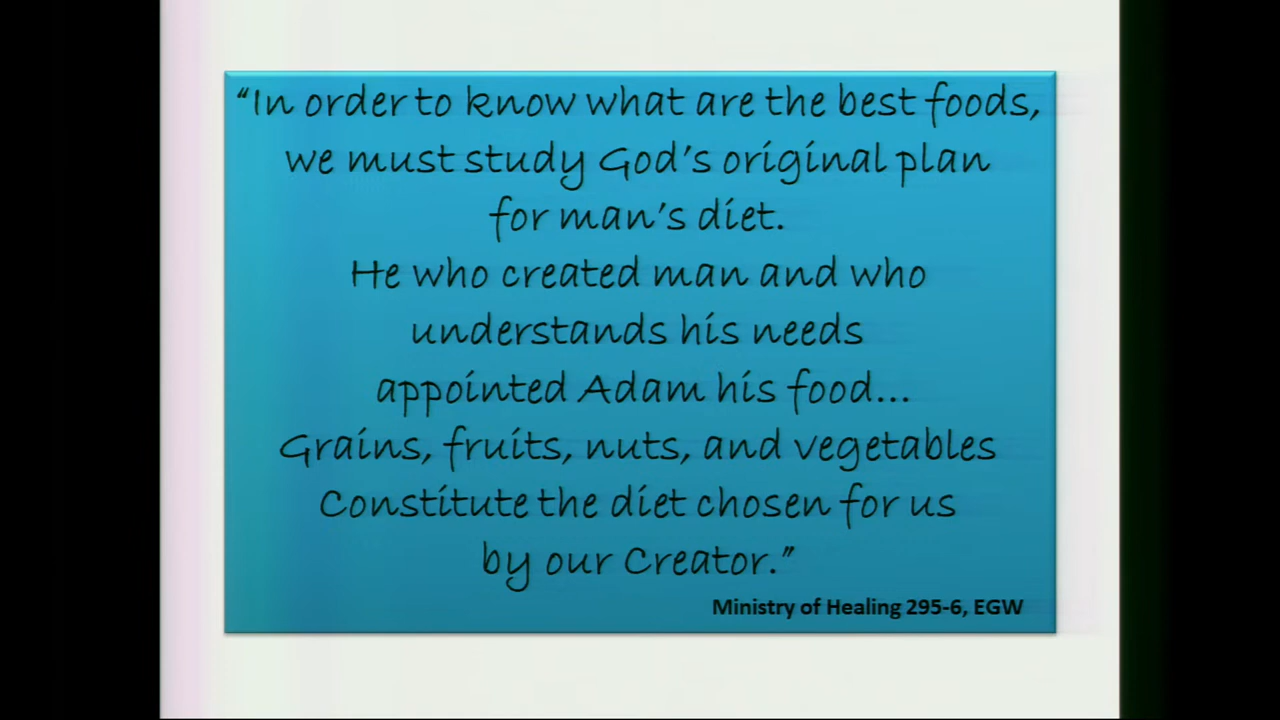 “In order to know what are the best foods,
we must study God’s original plan
for man’s diet.
He who created man and who
understands his needs
appointed Adam his food...
Grains, fruits, nuts, and vegetables
Constitute the diet chosen for us
by our Creator.”
Ministry of Healing 295-6, EGW